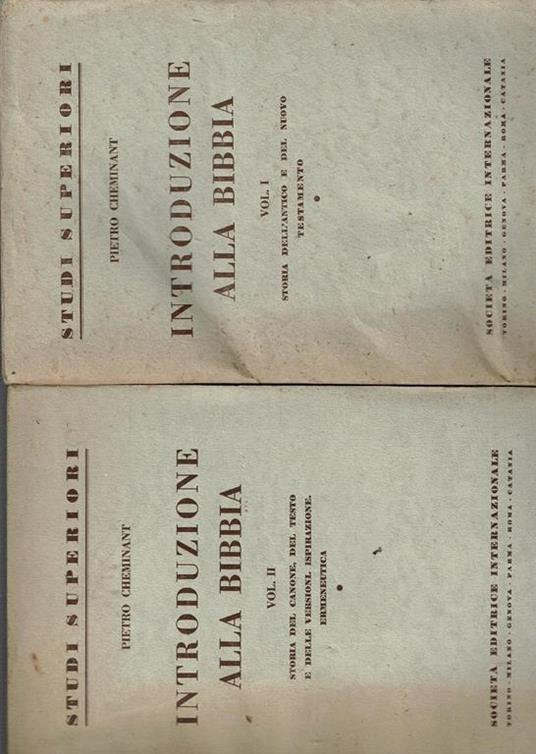 STUDI SUPERIORI
PIETRO CHEMINANT
INTRODUZIONE
ALLA BIBBIA
VOL. I
STORIA DELL'ANTICO E DEL NUOVO
TESTAMENTO
SOCIETÀ EDITRICE INTERNAZIONALE
TORINO - MILANO - GENOVA - PARMA - ROMA - CATANIA
STUDI SUPERIORI
PIETRO CHEMINANT
INTRODUZIONE
ALLA BIBBIA
VOL. II
STORIA DEL CANONE, DEL TESTO
E DELLE VERSIONI. ISPIRAZIONE.
ERMENEUTICA
SOCIETÀ EDITRICE INTERNAZIONALE
TORINO - MILANO - GENOVA - PARMA - ROMA - CATANIA